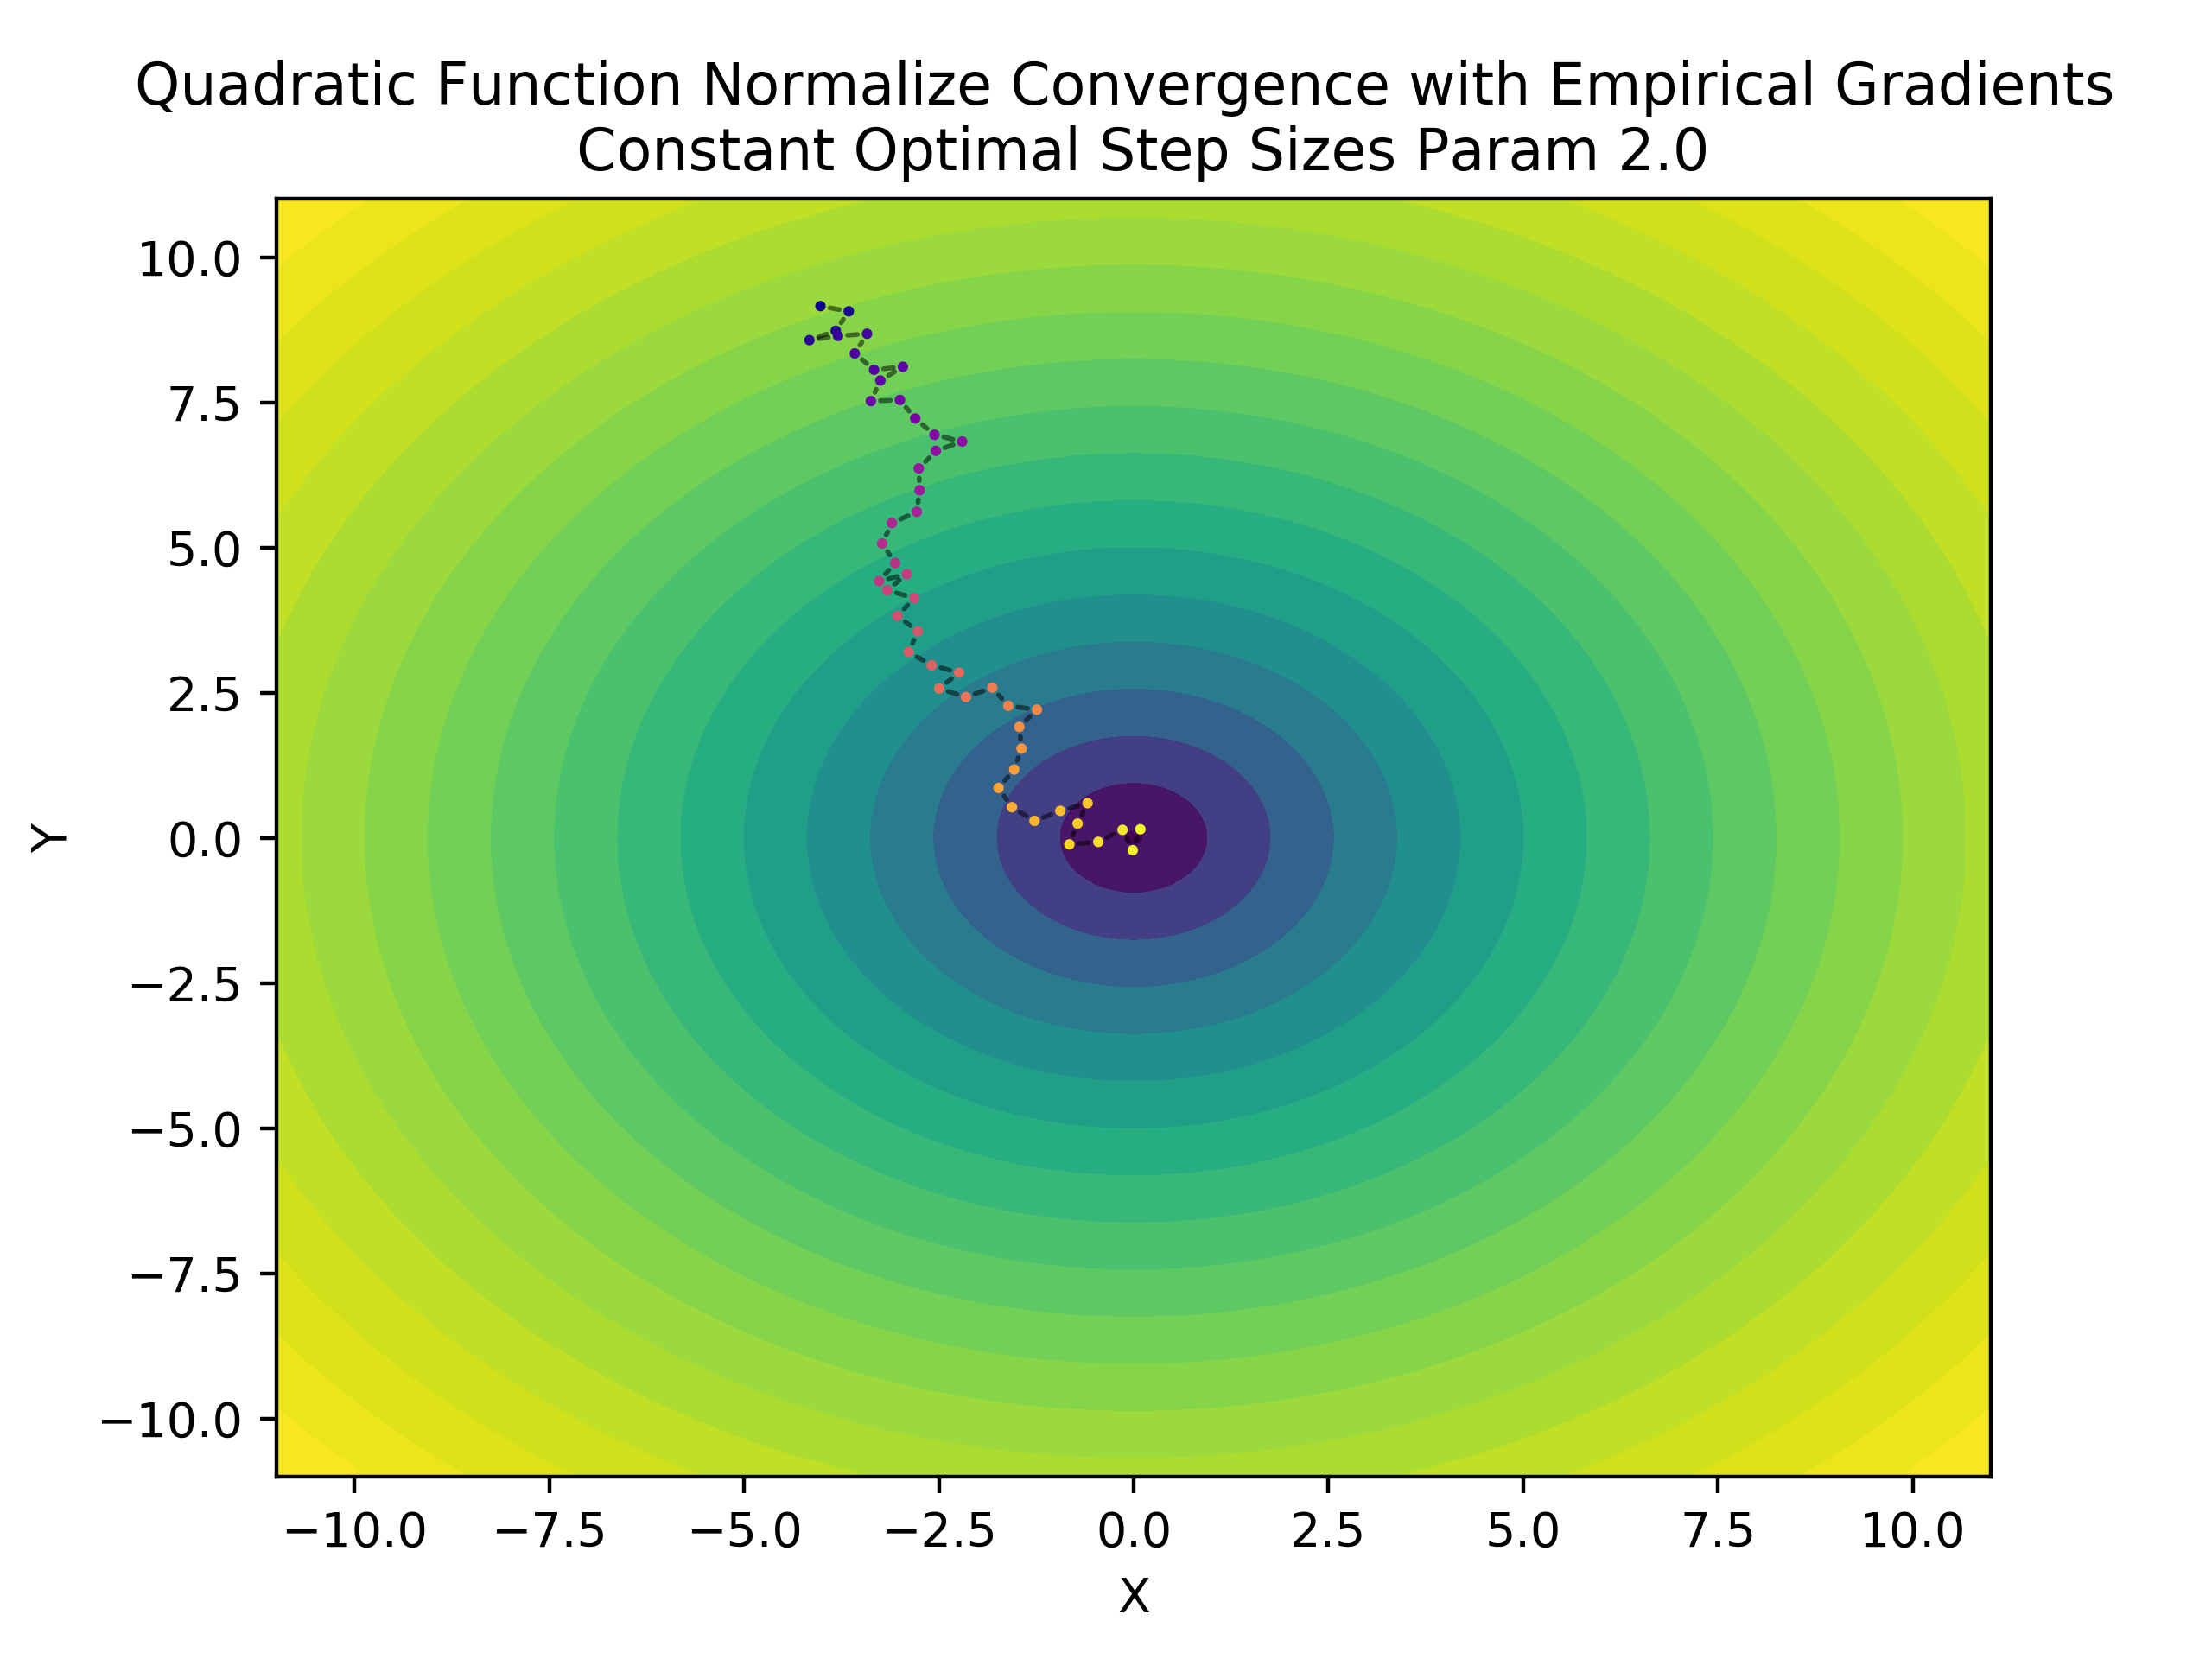 Quadratic Function Normalize Convergence with Empirical Gradients
Constant Optimal Step Sizes Param 2.0
10.0
7.5
5.0
2.5
0.0
−2.5
−5.0
−7.5
−10.0
Y
−10.0 −7.5 −5.0 −2.5 0.0 2.5 5.0 7.5 10.0
X